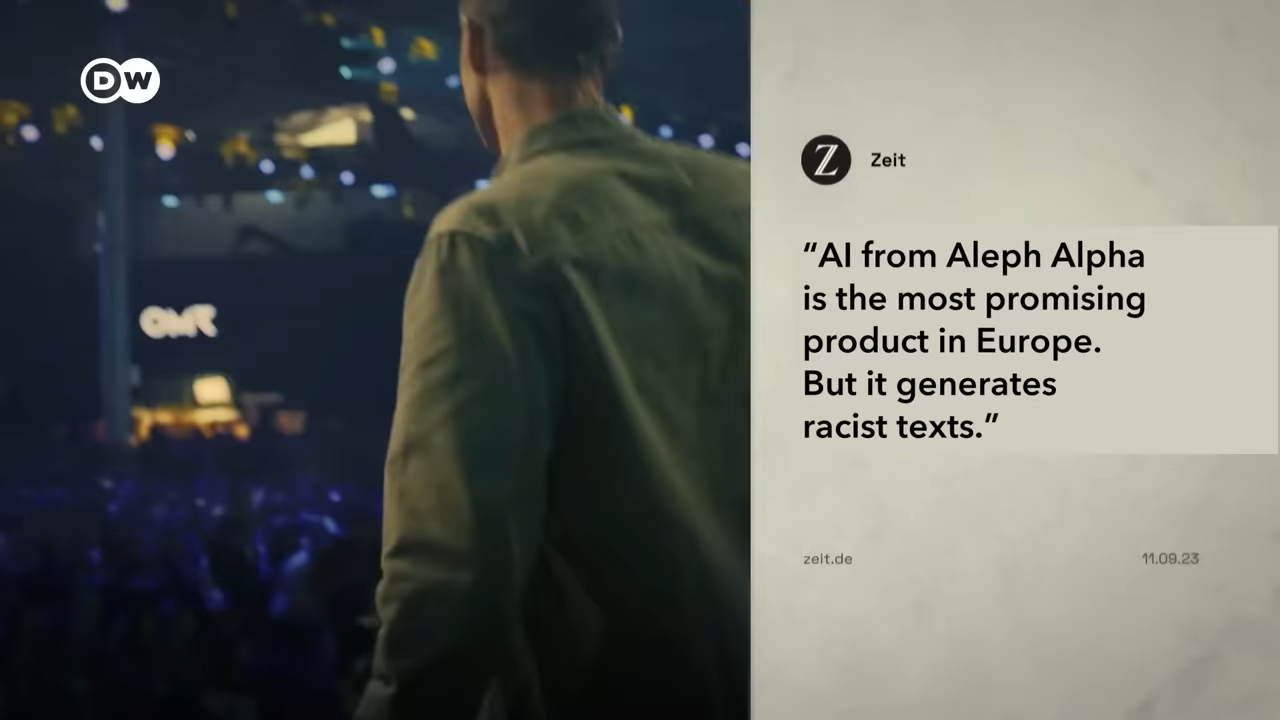 DW
OMR
Z Zeit
“AI from Aleph Alpha
is the most promising
product in Europe.
But it generates
racist texts.”
zeit.de 11.09.23